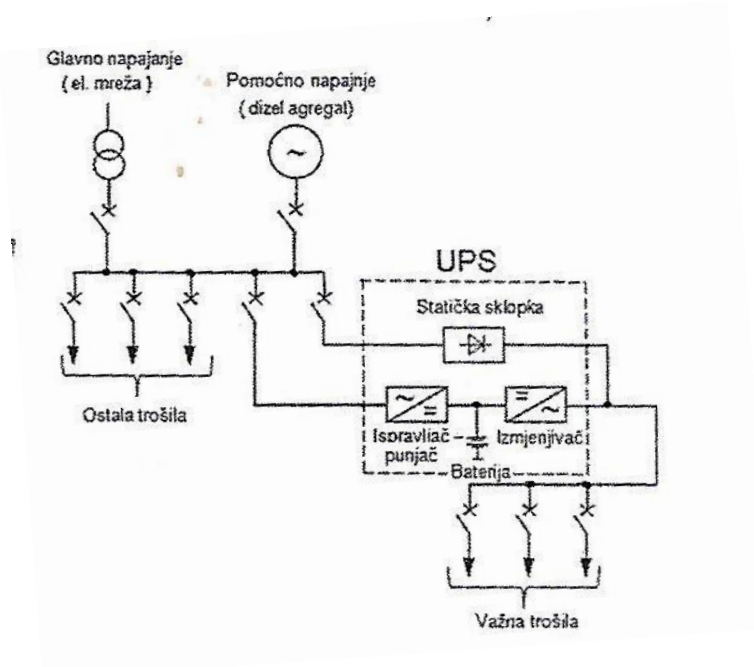 Glavno napajanje
( el. mreža )
Pomoćno napajnje
( dizel agregat)
UPS
Statička sklopka
Ostala trošila
Ispravljač
punjač
Izmjenjivač
Baterija
Važna trošila